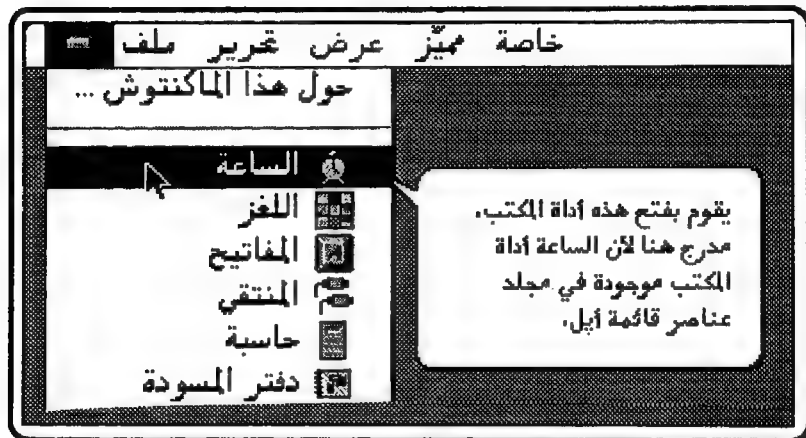 ملف تحرير عرض مميّز خاصة
حول هذا الماكنتوش ...
الساعة
اللغز
المفاتيح
المنتقي
حاسبة
دفتر المسودة
يقوم بفتح هذه أداة المكتب،
مدرج هنا لأن الساعة أداة
المكتب موجودة في مجلد
عناصر قائمة أپل،